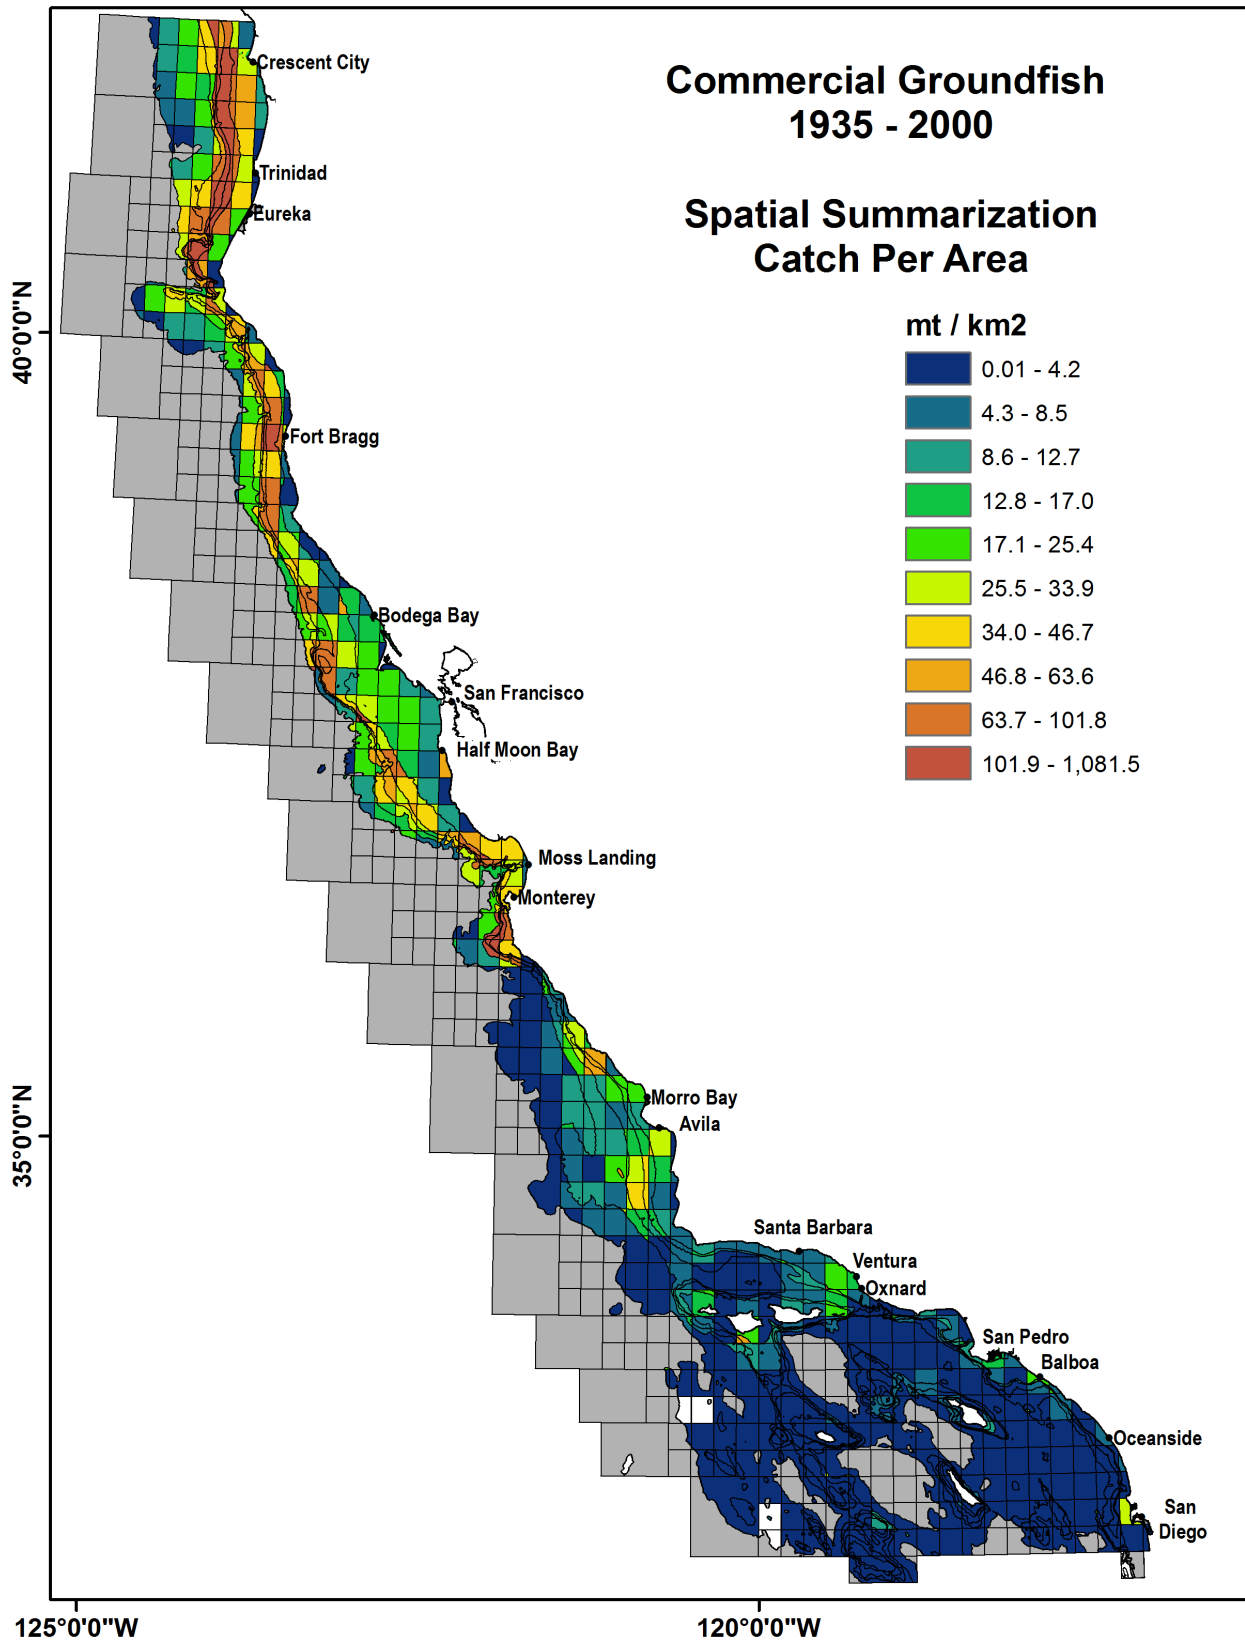 Commercial Groundfish
1935 - 2000
Spatial Summarization
Catch Per Area
mt / km2
0.01 - 4.2
4.3 - 8.5
8.6 - 12.7
12.8 - 17.0
17.1 - 25.4
25.5 - 33.9
34.0 - 46.7
46.8 - 63.6
63.7 - 101.8
101.9 - 1,081.5
Crescent City
Trinidad
Eureka
Fort Bragg
Bodega Bay
San Francisco
Half Moon Bay
Moss Landing
Monterey
Morro Bay
Avila
Santa Barbara
Ventura
Oxnard
San Pedro
Balboa
Oceanside
San
Diego
40°0'0"N
35°0'0"N
125°0'0"W
120°0'0"W